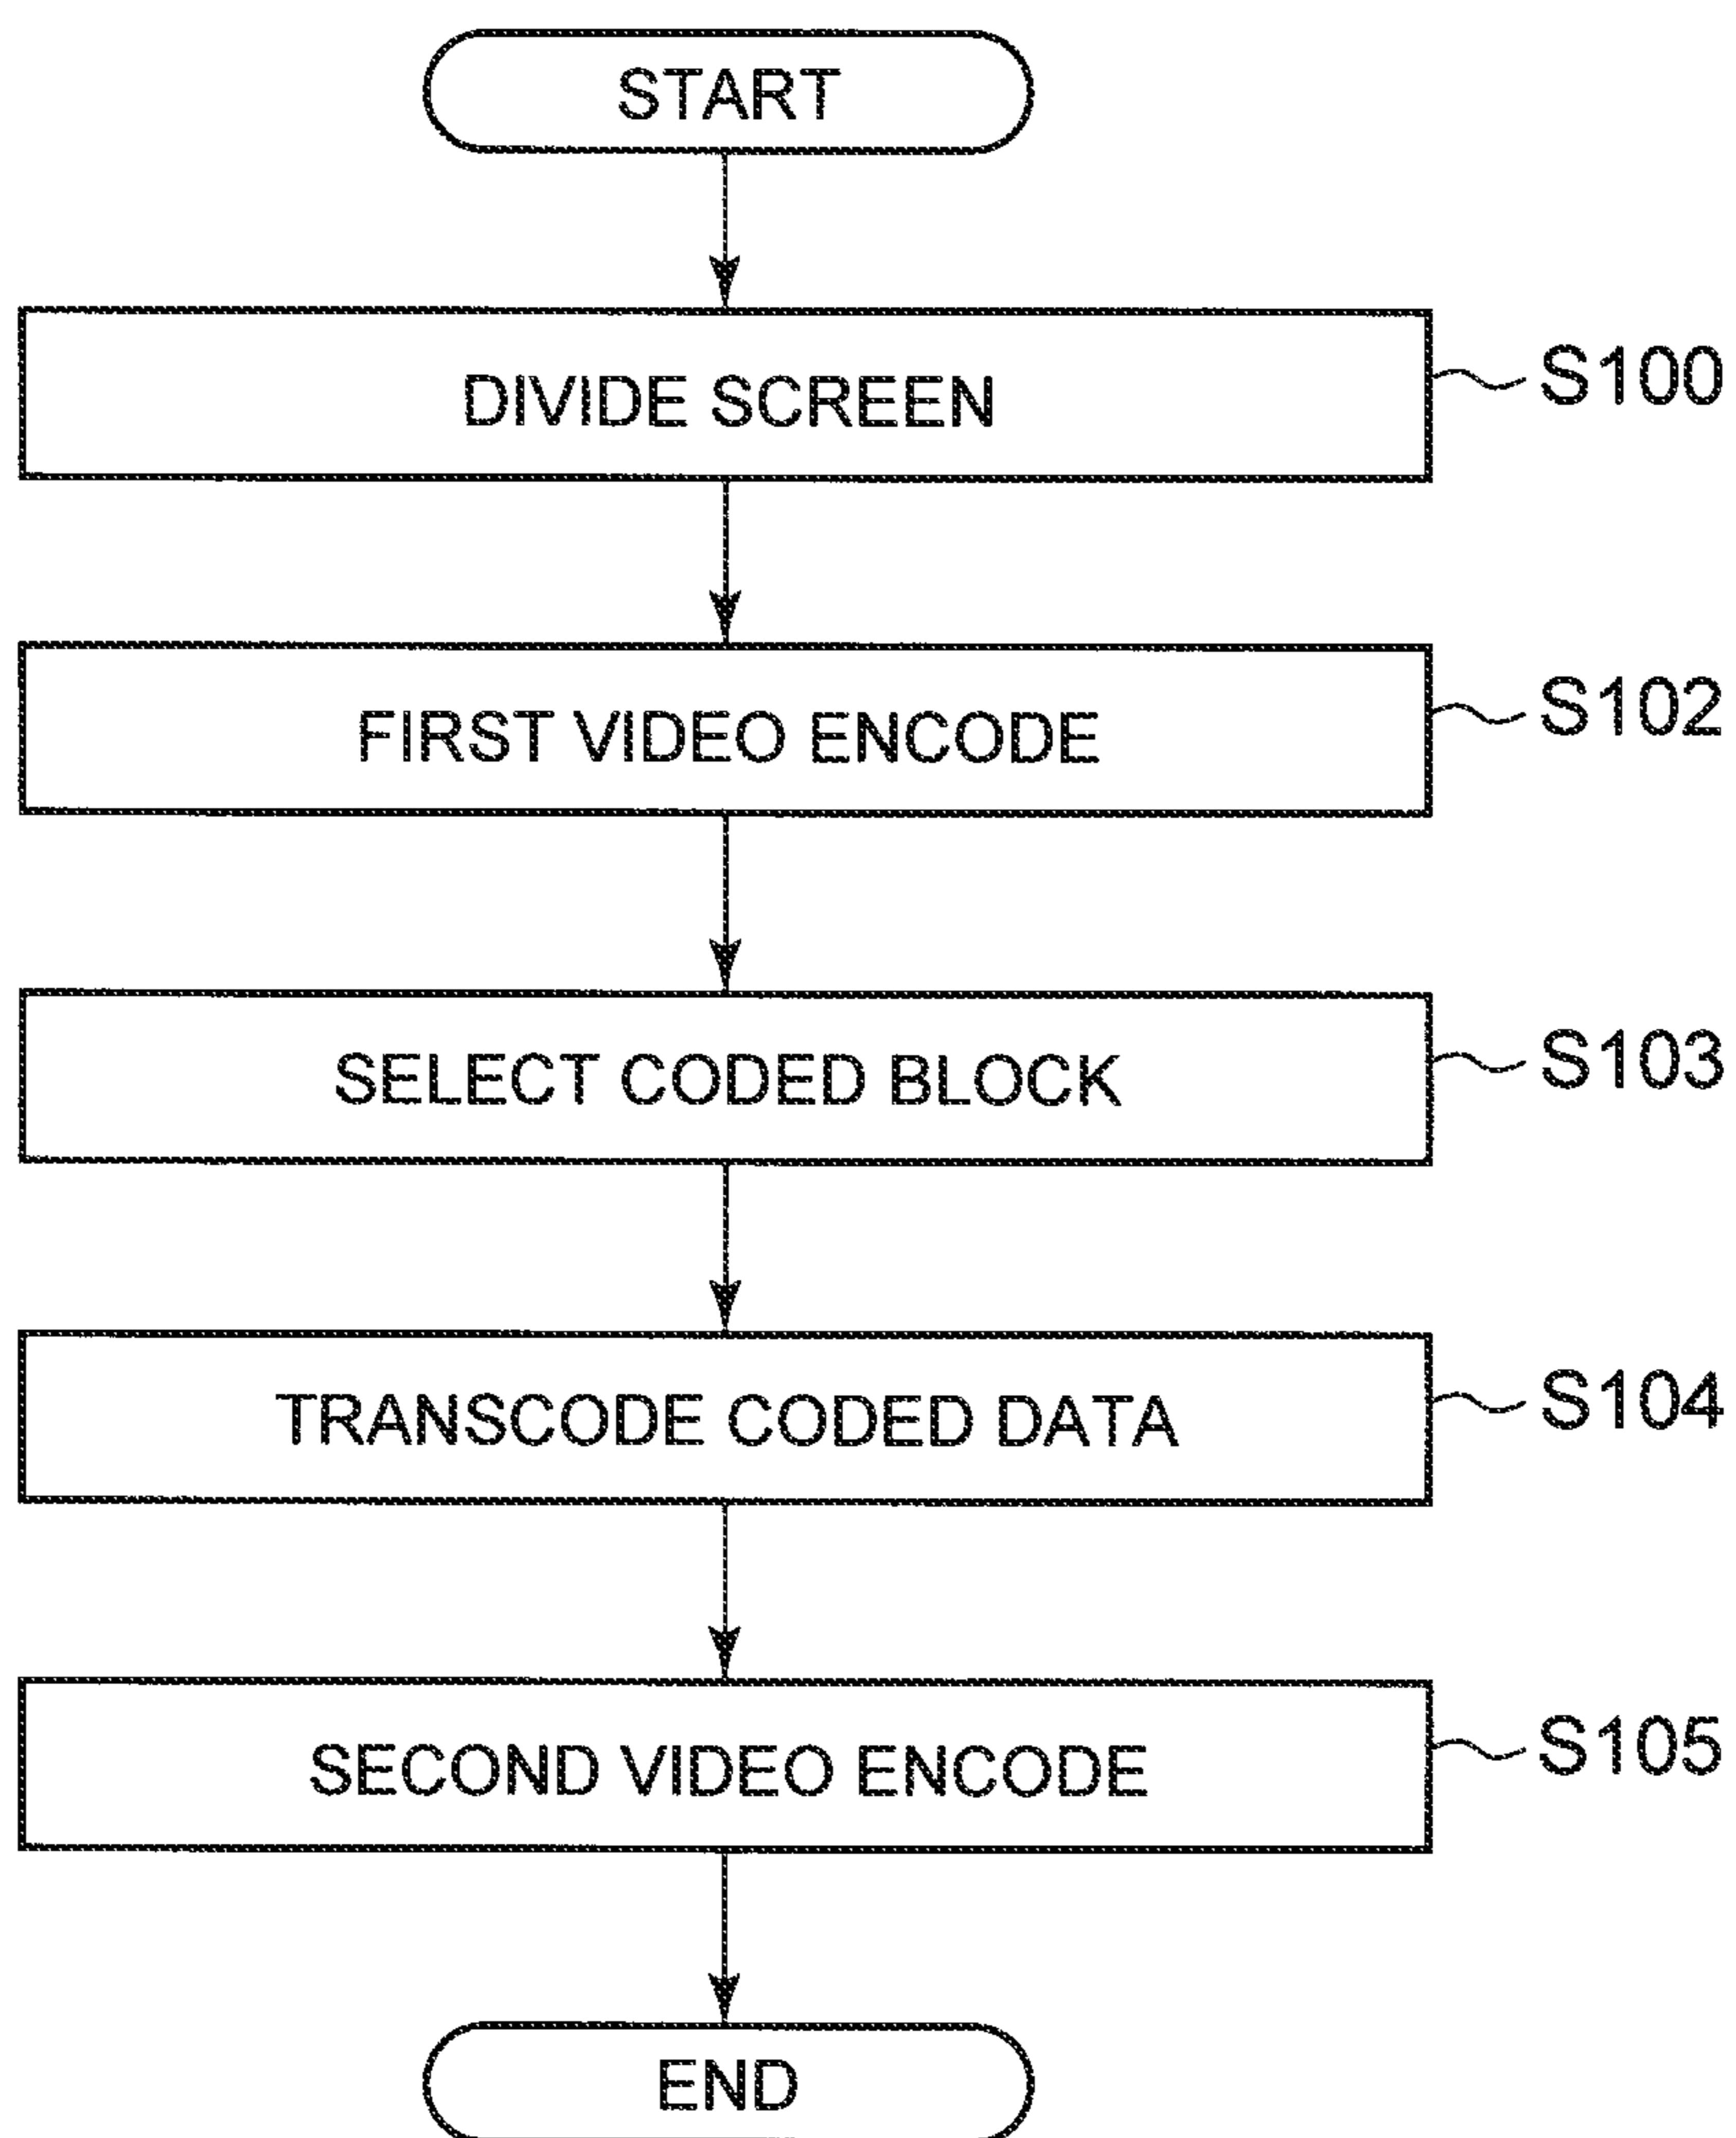 START
DIVIDE SCREEN S100
FIRST VIDEO ENCODE S102
SELECT CODED BLOCK S103
TRANSCODE CODED DATA S104
SECOND VIDEO ENCODE S105
END